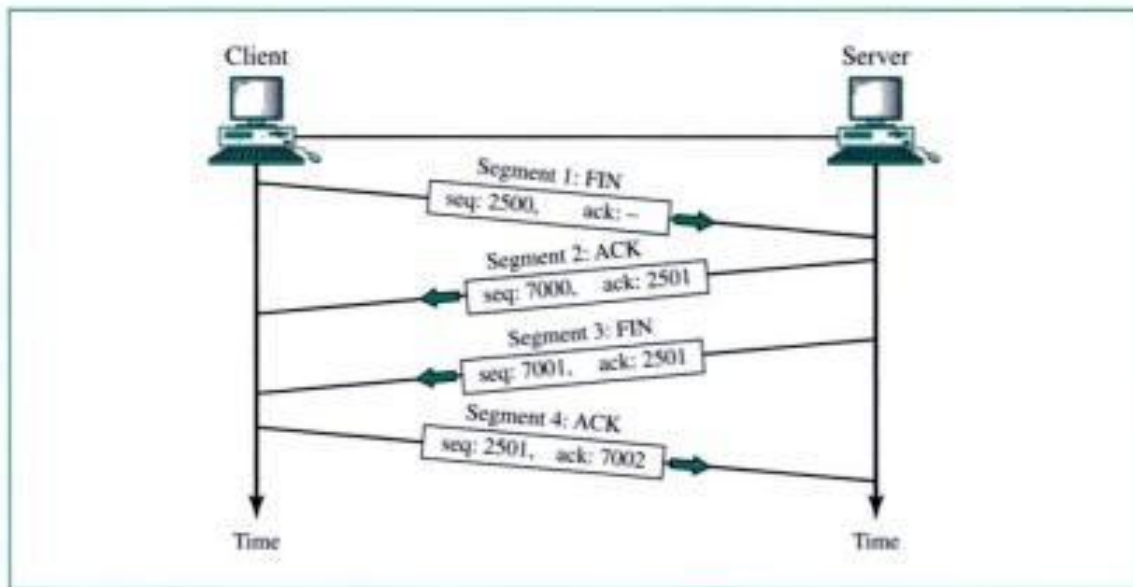 Client
Server
Segment 1: FIN
seq: 2500, ack: –
Segment 2: ACK
seq: 7000, ack: 2501
Segment 3: FIN
seq: 7001, ack: 2501
Segment 4: ACK
seq: 2501, ack: 7002
Time
Time